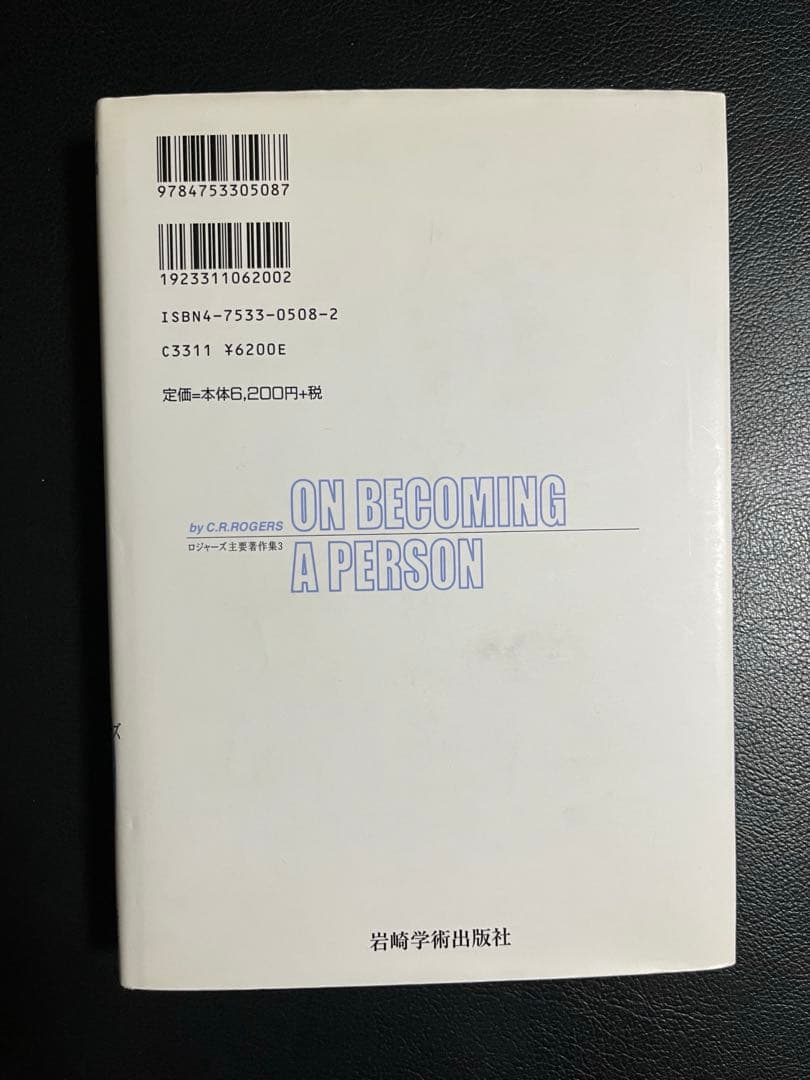 9784753305087
1923311062002
ISBN4-7533-0508-2
C3311 ¥6200E
定価=本体6,200円+税
by C.R.ROGERS ON BECOMING
ロジャーズ主要著作集3 A PERSON
ズ
岩崎学術出版社